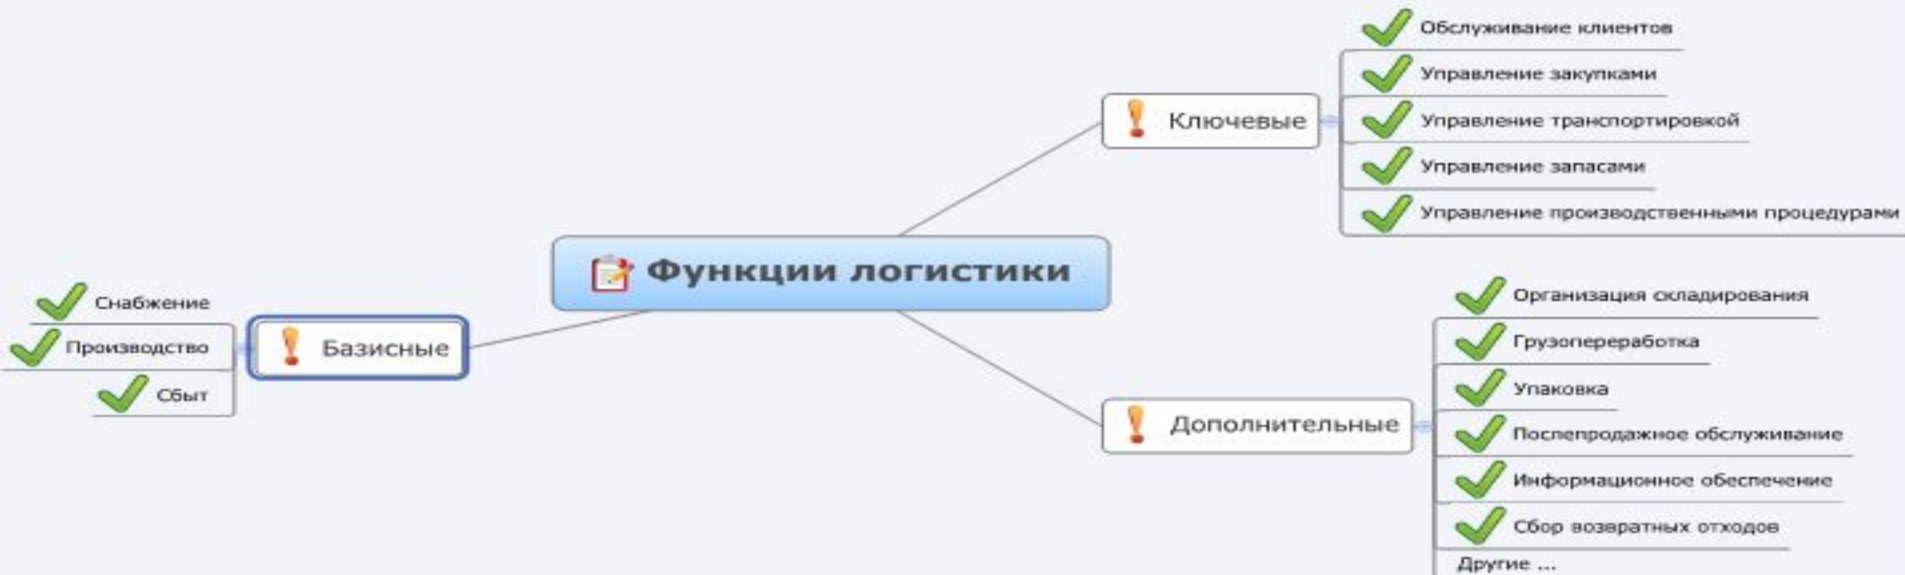 Функции логистики
Ключевые
Обслуживание клиентов
Управление закупками
Управление транспортировкой
Управление запасами
Управление производственными процедурами
Базисные
Снабжение
Производство
Сбыт
Дополнительные
Организация складирования
Грузопереработка
Упаковка
Послепродажное обслуживание
Информационное обеспечение
Сбор возвратных отходов
Другие ...